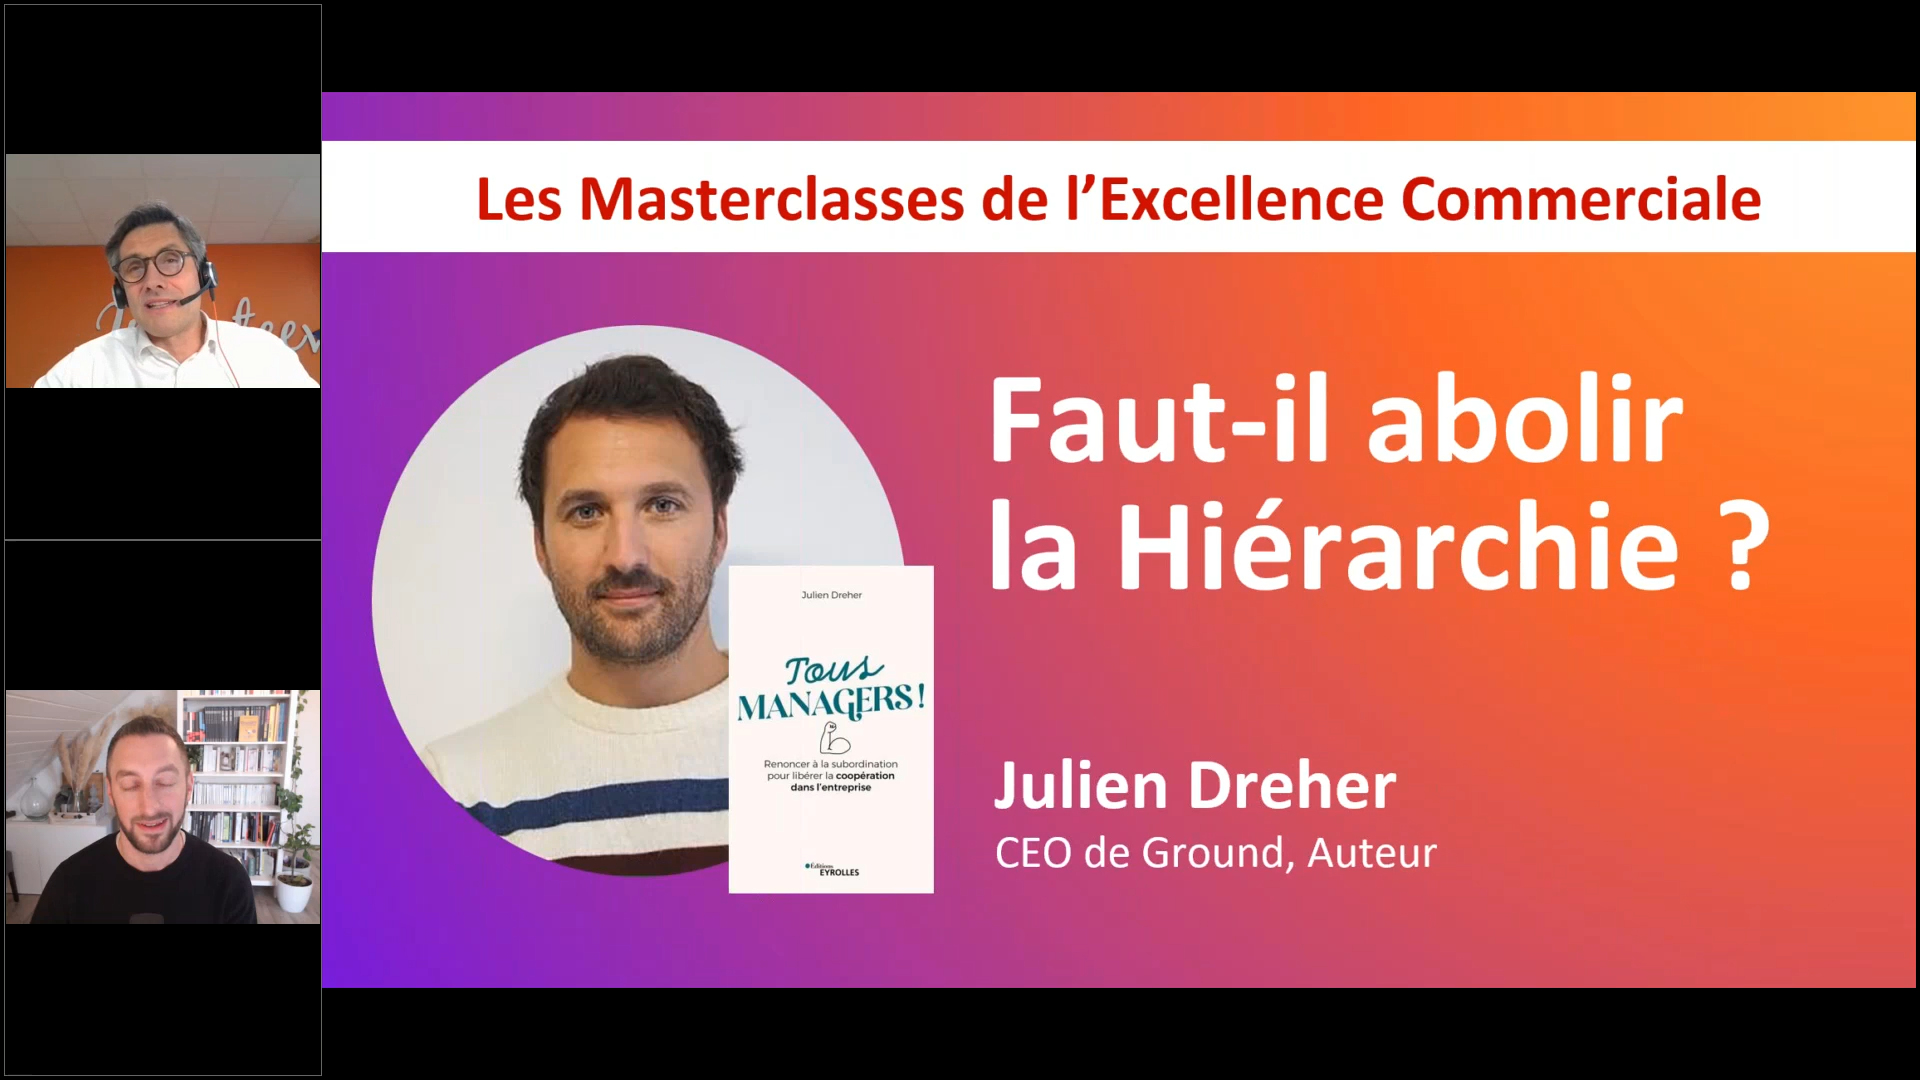 Les Masterclasses de l’Excellence Commerciale
Faut-il abolir
la Hiérarchie ?
Julien Dreher
Tous
MANAGERS !
Renoncer à la subordination
pour libérer la coopération
dans l’entreprise
Éditions
EYROLLES
Julien Dreher
CEO de Ground, Auteur